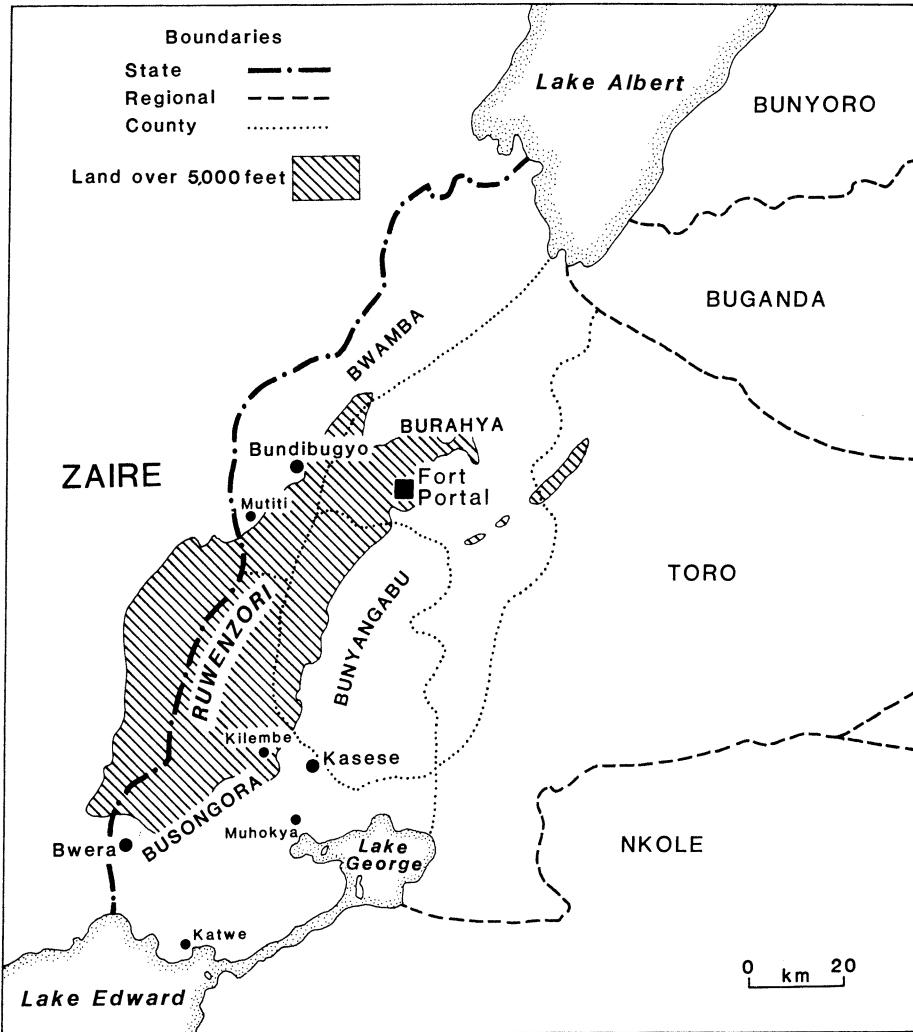 Boundaries
State
Regional
County
Land over 5,000 feet
Lake Albert
BUNYORO
BUGANDA
BWAMBA
BURAHYA
Bundibugyo
ZAIRE
Fort
Portal
Mutiti
TORO
RUWENZORI
BUNYANGABU
Kilembe
Kasese
BUSONGORA
Muhokya
Bwera
Lake
George
NKOLE
Katwe
Lake Edward
0 km 20